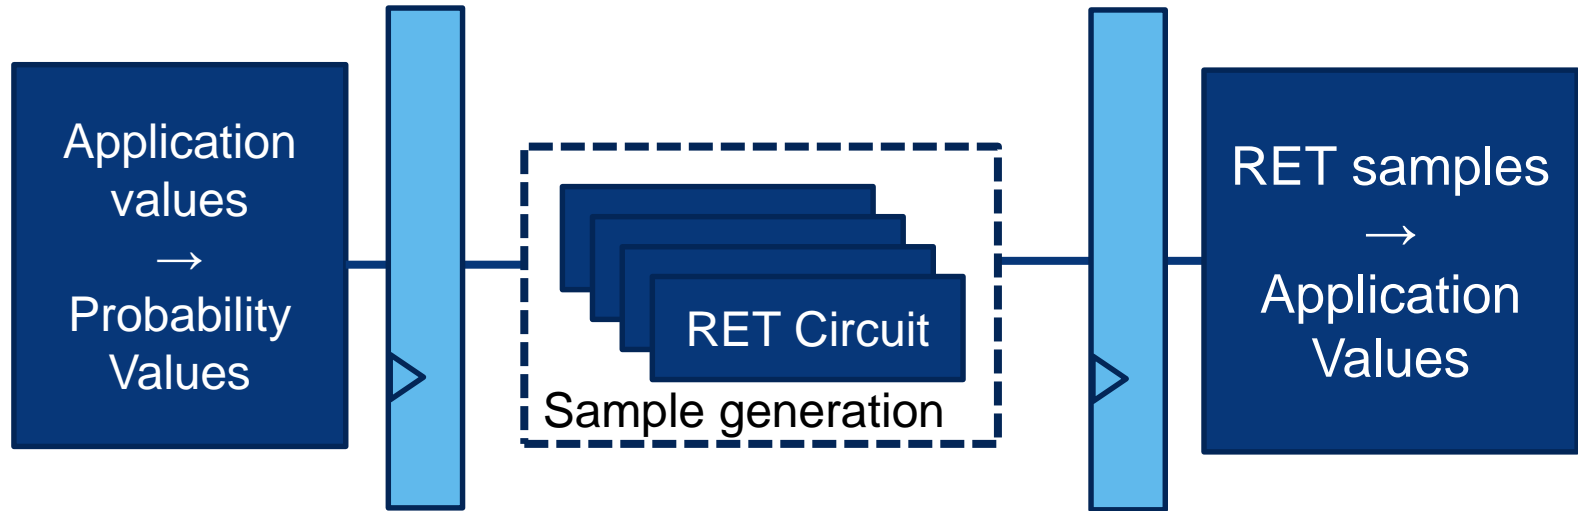 Application
values
→
Probability
Values
RET Circuit
Sample generation
RET samples
→
Application
Values